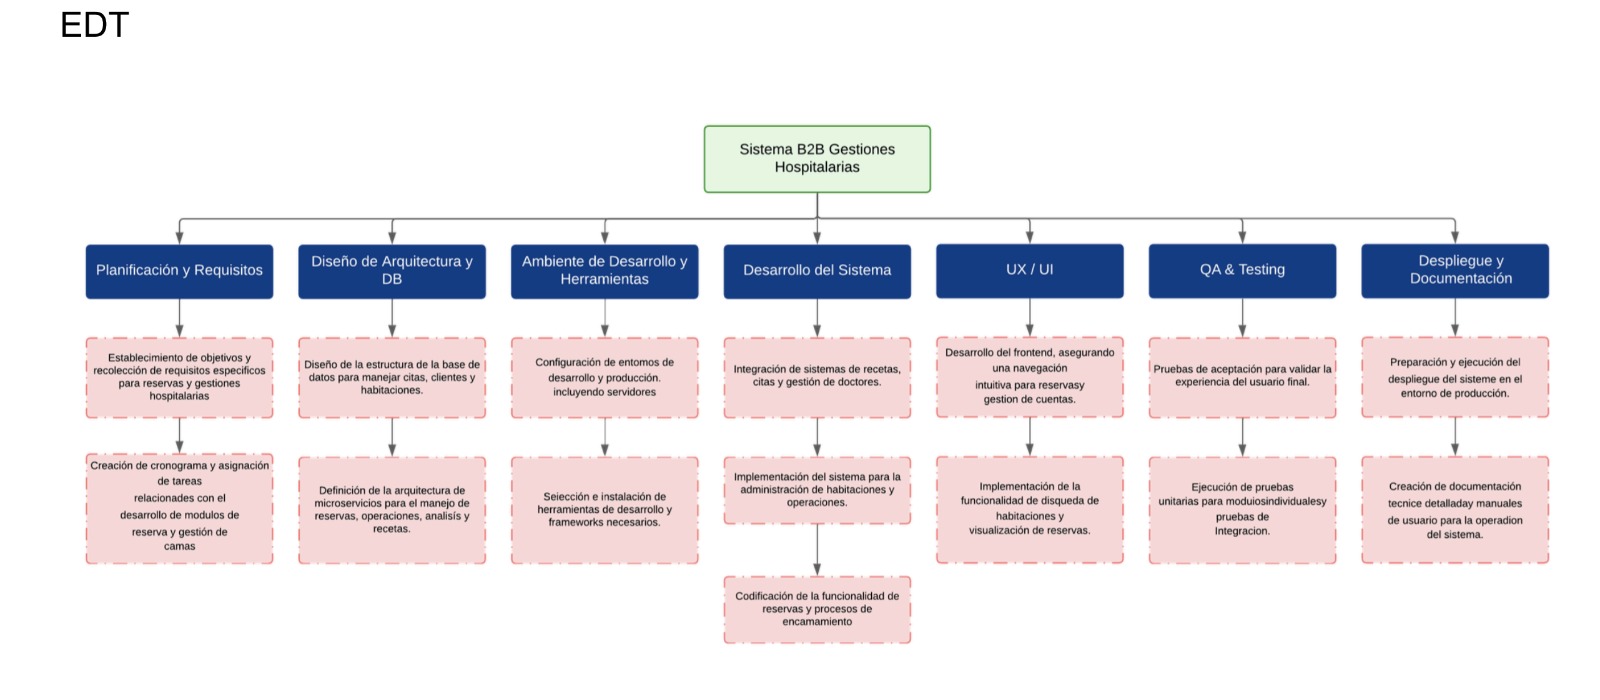 EDT
Sistema B2B Gestiones
Hospitalarias
Planificación y Requisitos
Diseño de Arquitectura y
DB
Ambiente de Desarrollo y
Herramientas
Desarrollo del Sistema
UX / UI
QA & Testing
Despliegue y
Documentación
Establecimiento de objetivos y
recolección de requisitos especificos
para reservas y gestiones
hospitalarias
Diseño de la estructura de la base de
datos para manejar citas, clientes y
habitaciones.
Configuración de entomos de
desarrollo y producción.
incluyendo servidores
Integración de sistemas de recetas,
citas y gestión de doctores.
Desarrollo del frontend, asegurando
una navegación
intuitiva para reservasy
gestion de cuentas.
Pruebas de aceptación para validar la
experiencia del usuario final.
Preparación y ejecución del
despliegue del sisteme en el
entorno de producción.
Creación de cronograma y asignación
de tareas
relacionades con el
desarrollo de modulos de
reserva y gestión de
camas
Definición de la arquitectura de
microservicios para el manejo de
reservas, operaciones, analisís y
recetas.
Seiección e instalación de
herramientas de desarrollo y
frameworks necesarios.
Implementación del sistema para la
administración de habitaciones y
operaciones.
Implementación de la
funcionalidad de disqueda de
habitaciones y
visualización de reservas.
Ejecución de pruebas
unitarias para moduiosindividualesy
pruebas de
Integracion.
Creación de documentación
tecnice detalladay manuales
de usuario para la operadion
del sistema.
Codificación de la funcionalidad de
reservas y procesos de
encamamiento